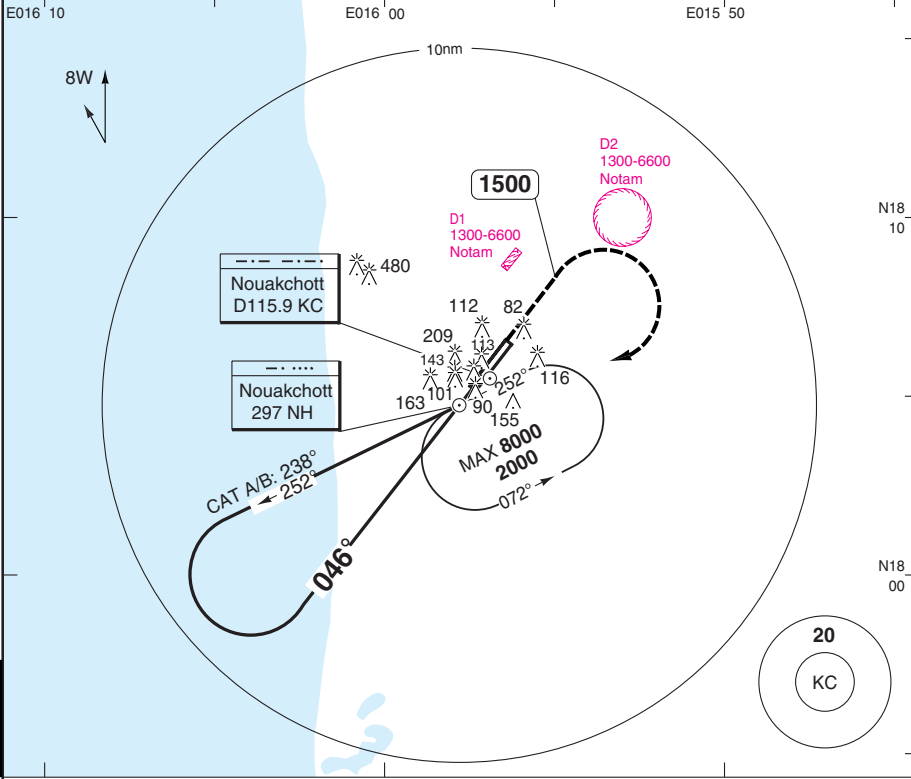 E016 10
E016 00
E015 50
10nm
8W
D2
1300-6600
Notam
1500
N18
10
D1
1300-6600
Notam
480
Nouakchott
D115.9 KC
112
82
209
113
143
252°
116
Nouakchott
297 NH
163
101
90
155
MAX 8000
2000
CAT A/B: 238°
252°
072°
046°
N18
00
20
KC